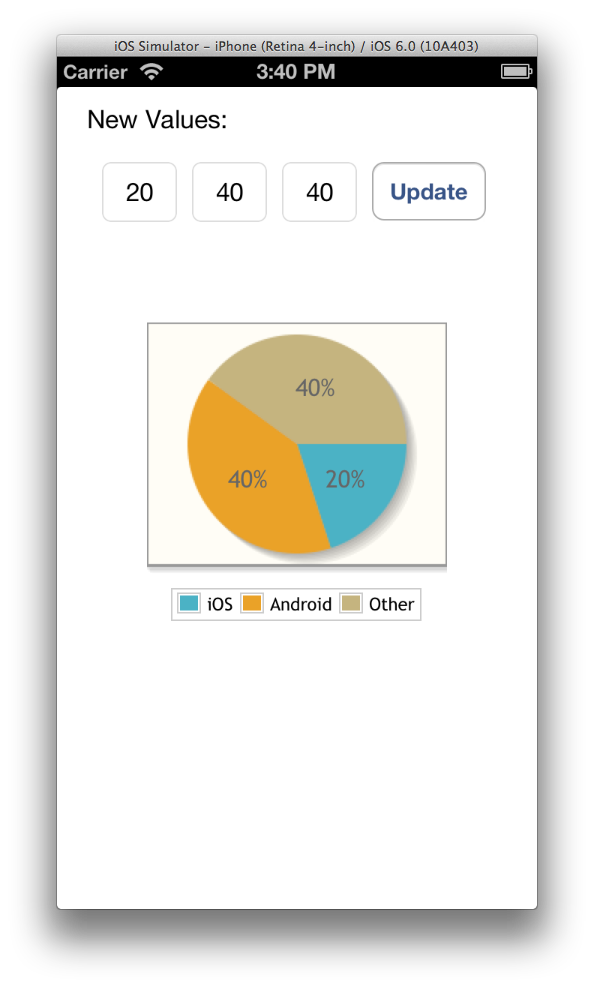 iOS Simulator – iPhone (Retina 4-inch) / iOS 6.0 (10A403)
Carrier 3:40 PM
New Values:
20 40 40 Update
40%
40% 20%
iOS Android Other